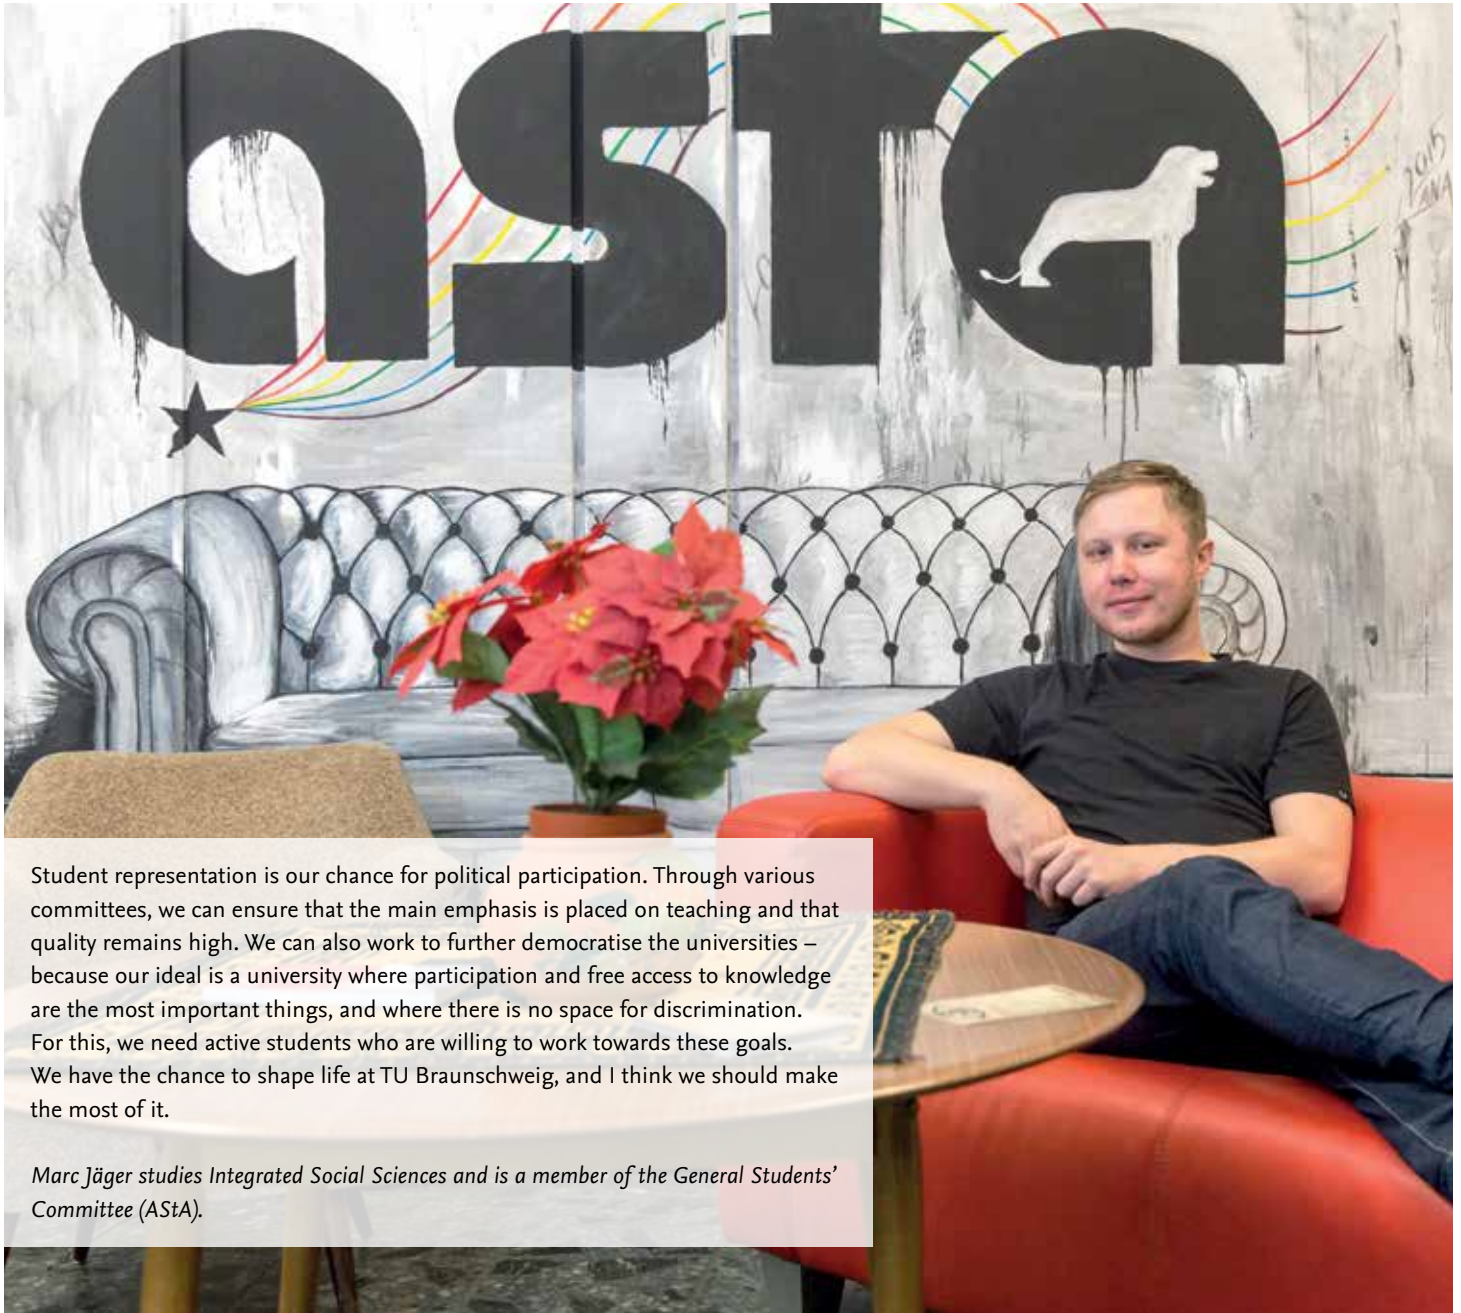 asta
2015
Student representation is our chance for political participation. Through various
committees, we can ensure that the main emphasis is placed on teaching and that
quality remains high. We can also work to further democratise the universities –
because our ideal is a university where participation and free access to knowledge
are the most important things, and where there is no space for discrimination.
For this, we need active students who are willing to work towards these goals.
We have the chance to shape life at TU Braunschweig, and I think we should make
the most of it.
Marc Jäger studies Integrated Social Sciences and is a member of the General Students’
Committee (AStA).